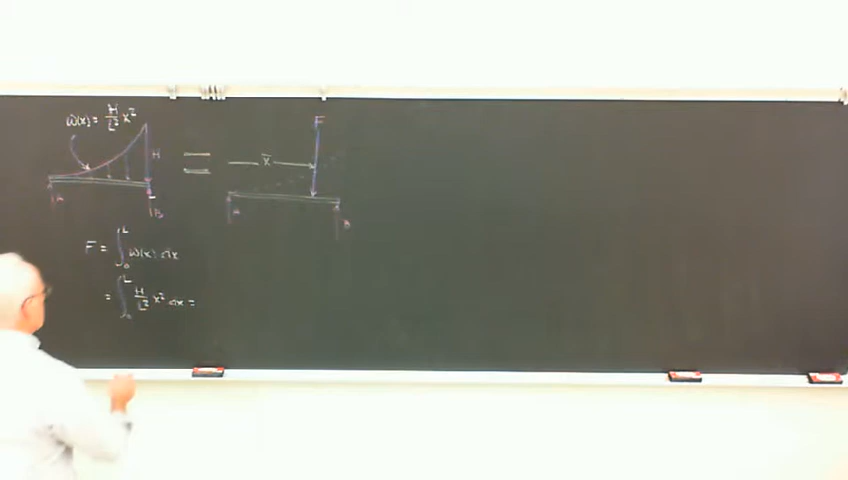 W(x) = H/L² x²
H
A
B
=
x̄
F
A
B
F = ∫₀ᴸ W(x) dx
= ∫₀ᴸ H/L² x² dx =